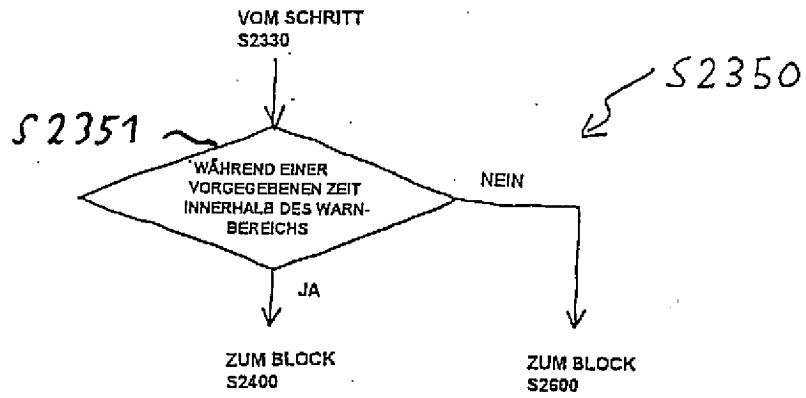 VOM SCHRITT
S2330
S2350
S2351
WÄHREND EINER
VORGEGEBENEN ZEIT
INNERHALB DES WARN-
BEREICHS
NEIN
JA
ZUM BLOCK
S2400
ZUM BLOCK
S2600